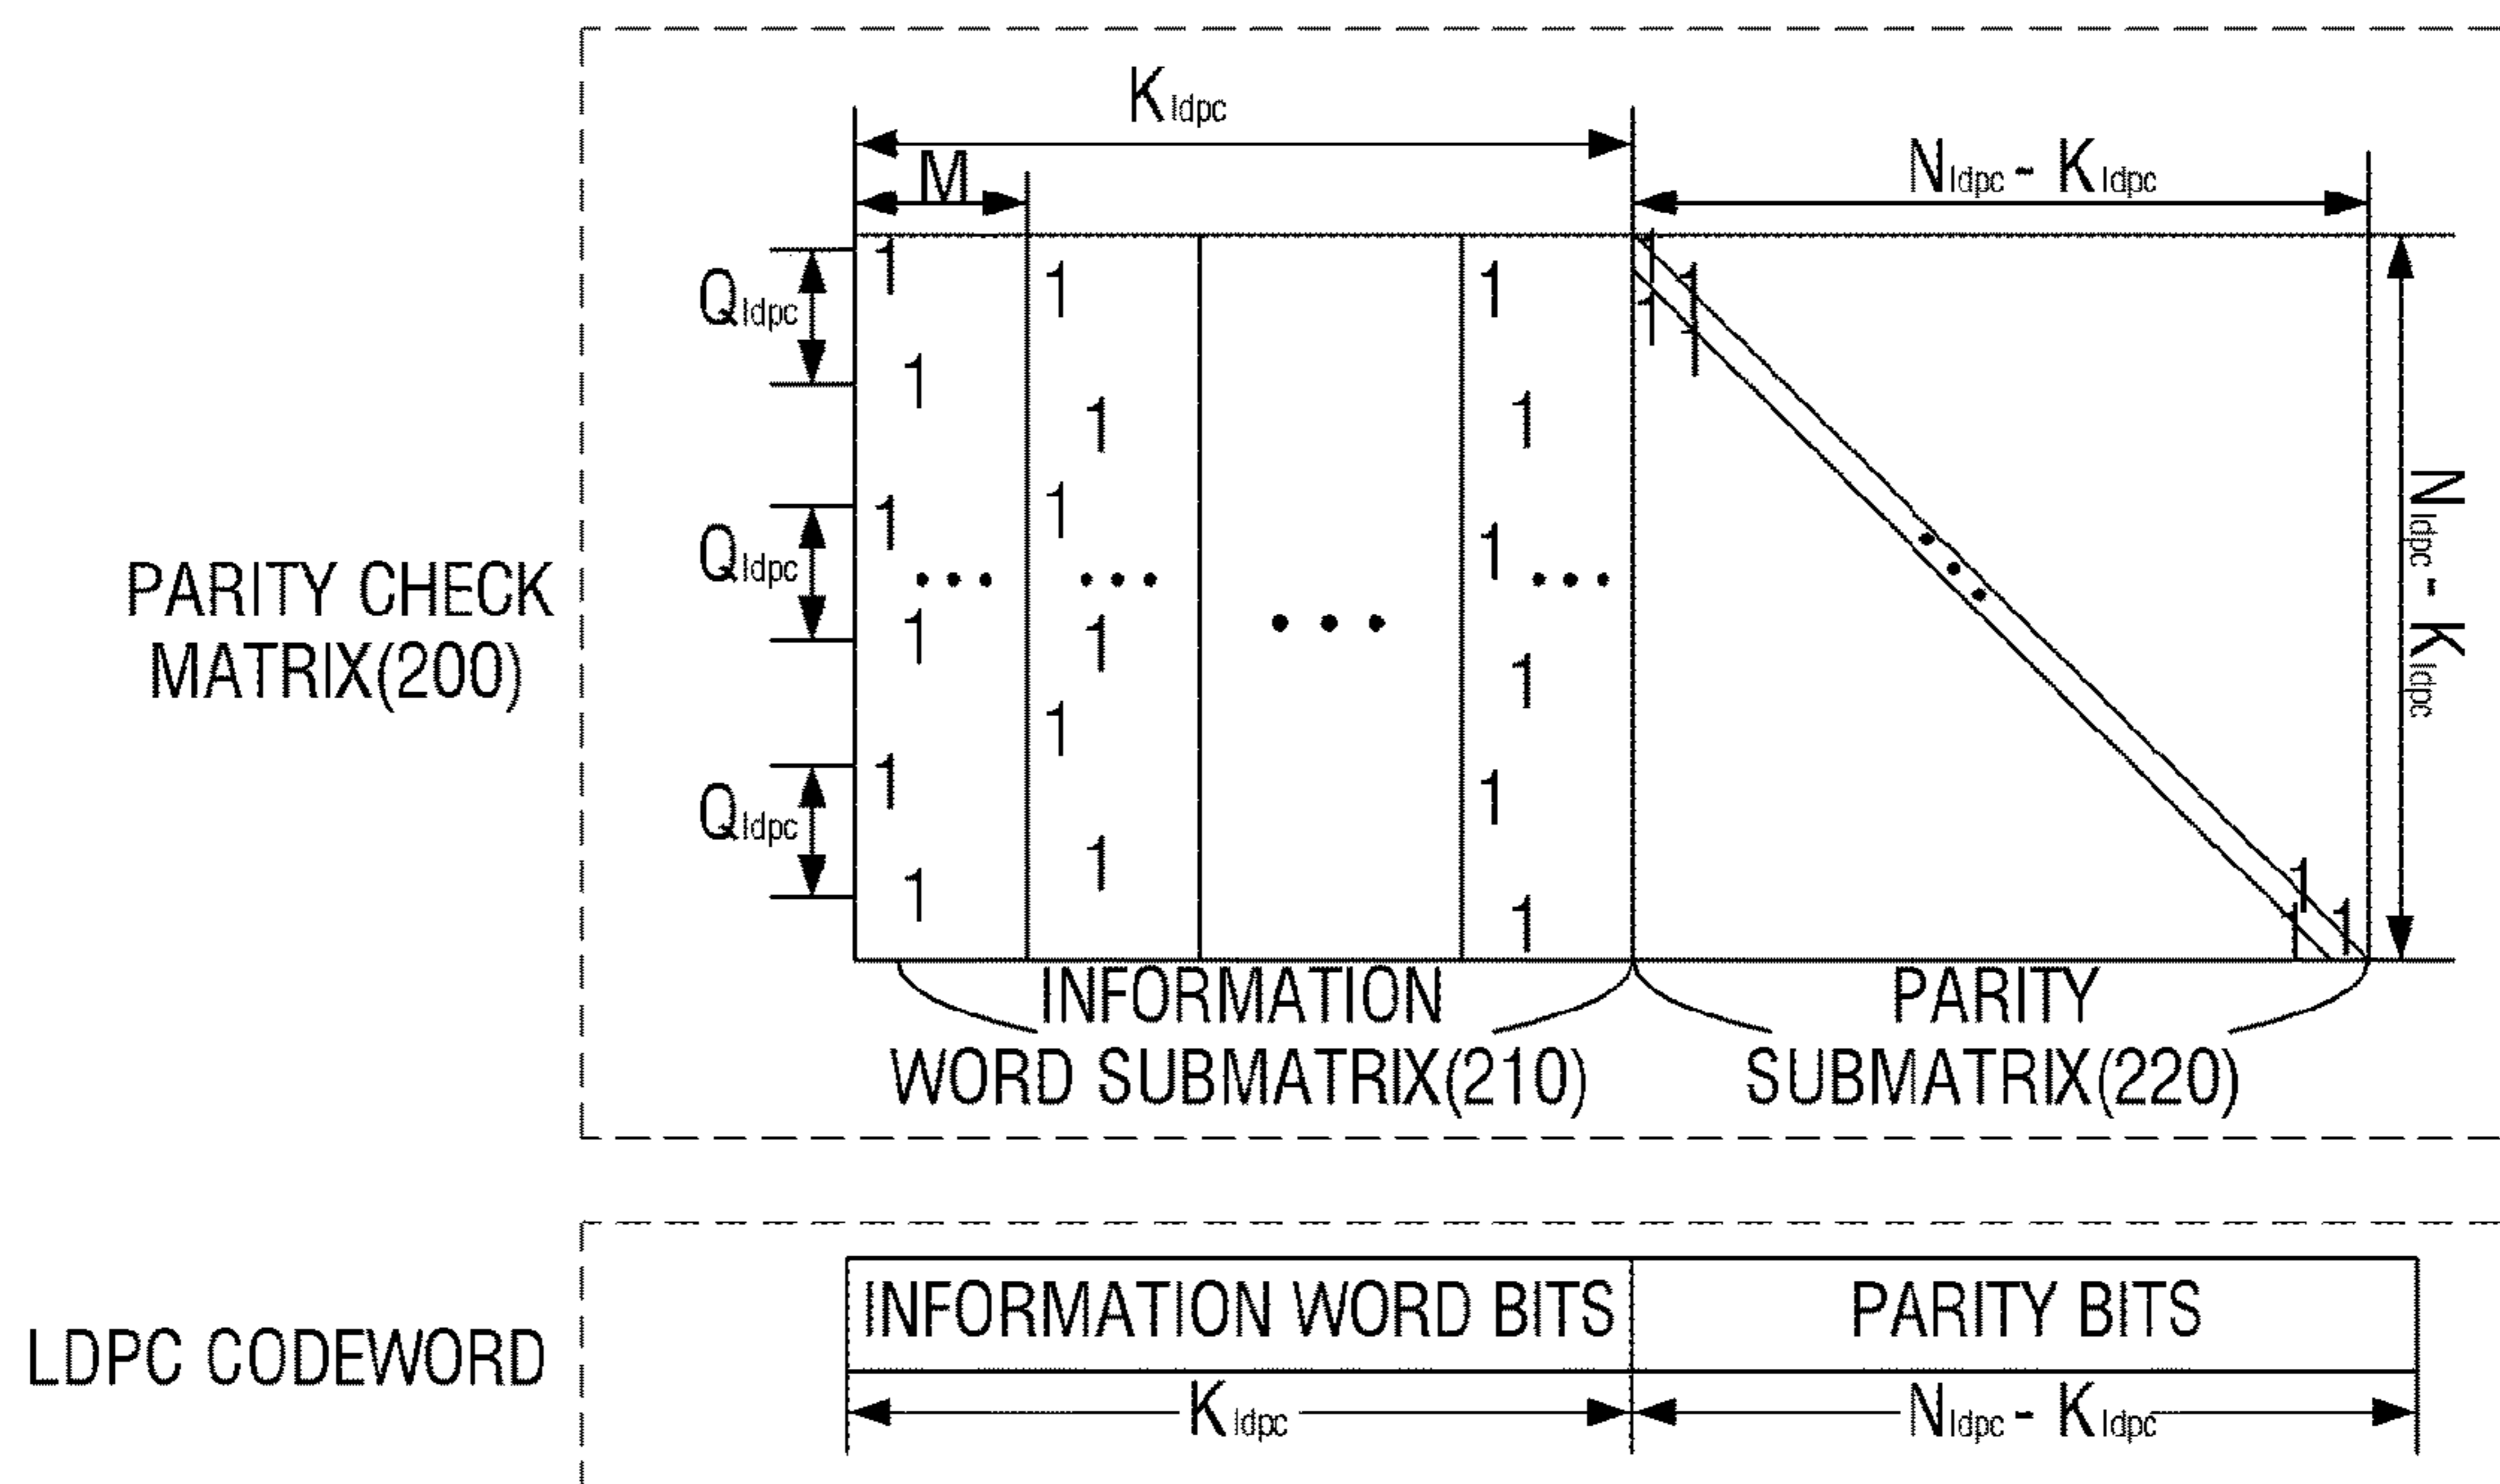 Kldpc
M
Nldpc - Kldpc
Qldpc
1 1 1 1 1
1 1
1 1 1
PARITY CHECK
MATRIX(200)
Qldpc
1 1 1
• • • • • • • • •
1 1 1
• • •
• • •
Nldpc - Kldpc
1
Qldpc
1 1
1 1 1
1 1 1 1
INFORMATION
WORD SUBMATRIX(210)
PARITY
SUBMATRIX(220)
LDPC CODEWORD
INFORMATION WORD BITS
PARITY BITS
Kldpc
Nldpc - Kldpc